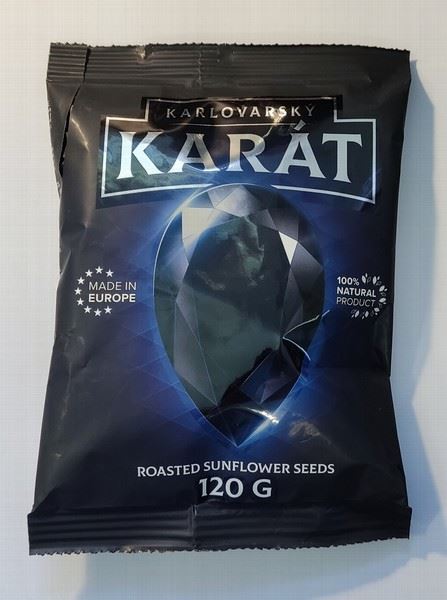 KARLOVARSKÝ
KARÁT
MADE IN
EUROPE
100%
NATURAL
PRODUCT
ROASTED SUNFLOWER SEEDS
120 G